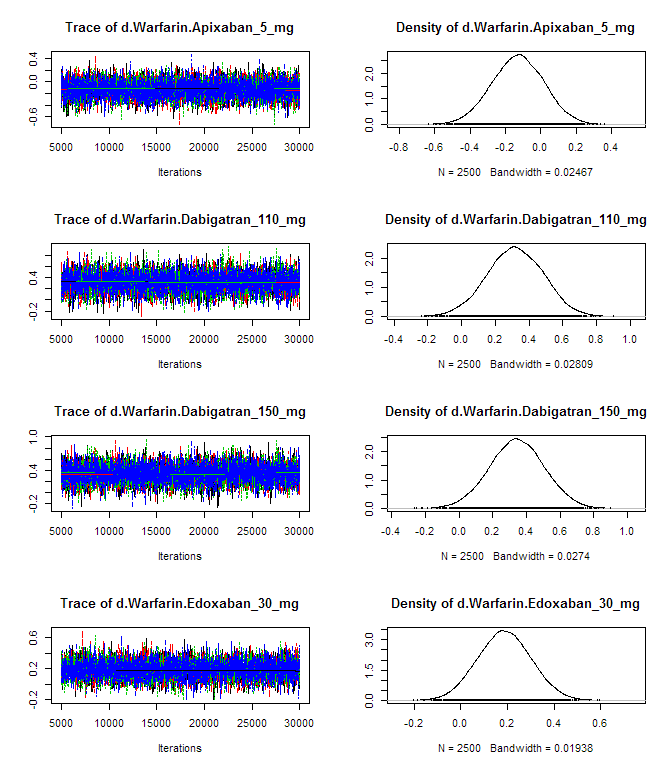 Trace of d.Warfarin.Apixaban_5_mg
-0.6 0.0 0.4
5000 10000 15000 20000 25000 30000
Iterations
Density of d.Warfarin.Apixaban_5_mg
0.0 1.0 2.0
-0.8 -0.6 -0.4 -0.2 0.0 0.2 0.4
N = 2500 Bandwidth = 0.02467
Trace of d.Warfarin.Dabigatran_110_mg
-0.2 0.4
5000 10000 15000 20000 25000 30000
Iterations
Density of d.Warfarin.Dabigatran_110_mg
0.0 1.0 2.0
-0.4 -0.2 0.0 0.2 0.4 0.6 0.8 1.0
N = 2500 Bandwidth = 0.02809
Trace of d.Warfarin.Dabigatran_150_mg
-0.2 0.4 1.0
5000 10000 15000 20000 25000 30000
Iterations
Density of d.Warfarin.Dabigatran_150_mg
0.0 1.0 2.0
-0.4 -0.2 0.0 0.2 0.4 0.6 0.8 1.0
N = 2500 Bandwidth = 0.0274
Trace of d.Warfarin.Edoxaban_30_mg
-0.2 0.2 0.6
5000 10000 15000 20000 25000 30000
Iterations
Density of d.Warfarin.Edoxaban_30_mg
0.0 1.5 3.0
-0.2 0.0 0.2 0.4 0.6
N = 2500 Bandwidth = 0.01938